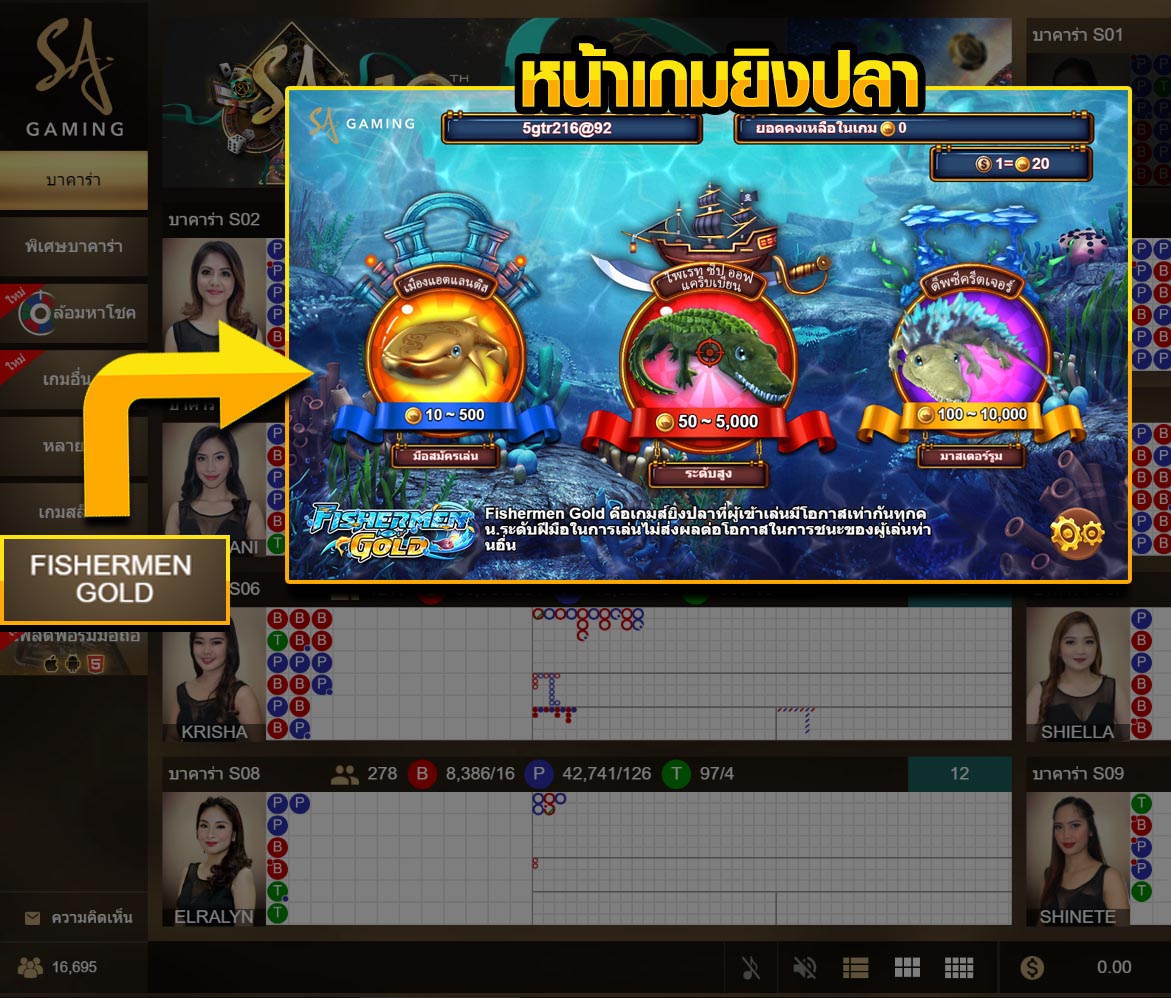 SA
GAMING
บาคาร่า
พิเศษบาคาร่า
ใหม่
ล้อมหาโชค
ใหม่
เกมอื่น
หลาย
FISHERMEN
GOLD
แพลตฟอร์มมือถือ
ความคิดเห็น
16,695
TH
หน้าเกมยิงปลา
SA GAMING
5gtr216@92
ยอดคงเหลือในเกม 0
1= 20
เมืองแอตแลนติส
10 ~ 500
มือสมัครเล่น
ไพเรทู ซิป ออฟ
แคริบเบียน
50 ~ 5,000
ระดับสูง
ดีพซีครีตเจอร์
100 ~ 10,000
มาสเตอร์รูม
FISHERMEN
GOLD
Fishermen Gold คือเกมส์ยิงปลาที่ผู้เข้าเล่นมีโอกาสเท่ากันทุกค
น.ระดับฝีมือในการเล่นไม่ส่งผลต่อโอกาสในการชนะของผู้เล่นท่า
นอื่น
บาคาร่า S01
บาคาร่า S02
P
S06
B B B
T B B
P P P
B B P
P B
B P
KRISHA
SHIELLA
บาคาร่า S08
278 B 8,386/16 P 42,741/126 T 97/4
12
P P
P
B
B
T
T
ELRALYN
บาคาร่า S09
T
B
P
P
T
SHINETE
0.00